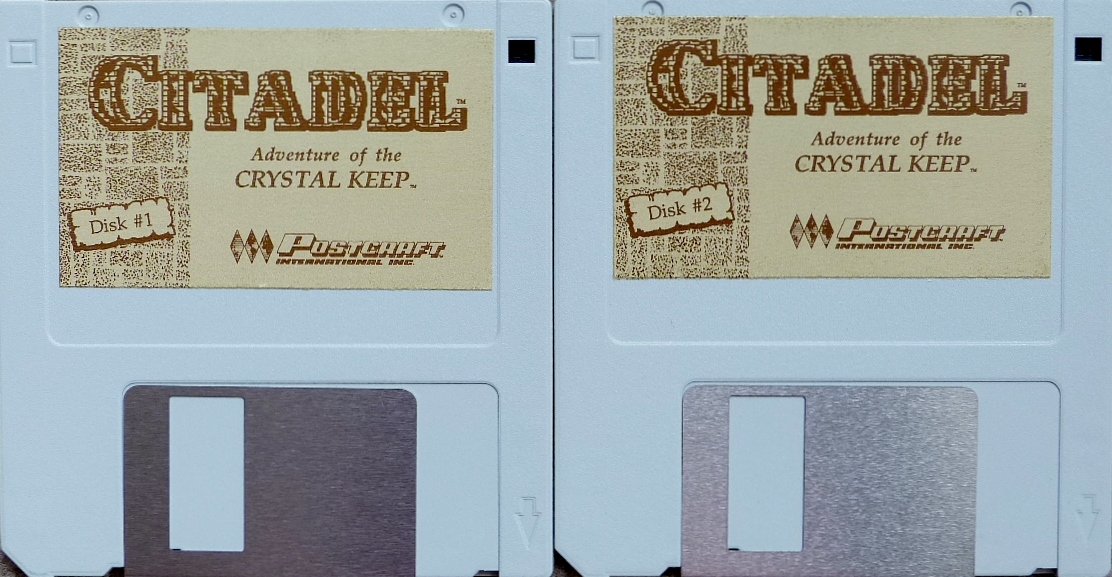 CITADEL™
Adventure of the
CRYSTAL KEEP™
Disk #1
POSTCRAFT
INTERNATIONAL INC.
CITADEL™
Adventure of the
CRYSTAL KEEP™
Disk #2
POSTCRAFT
INTERNATIONAL INC.